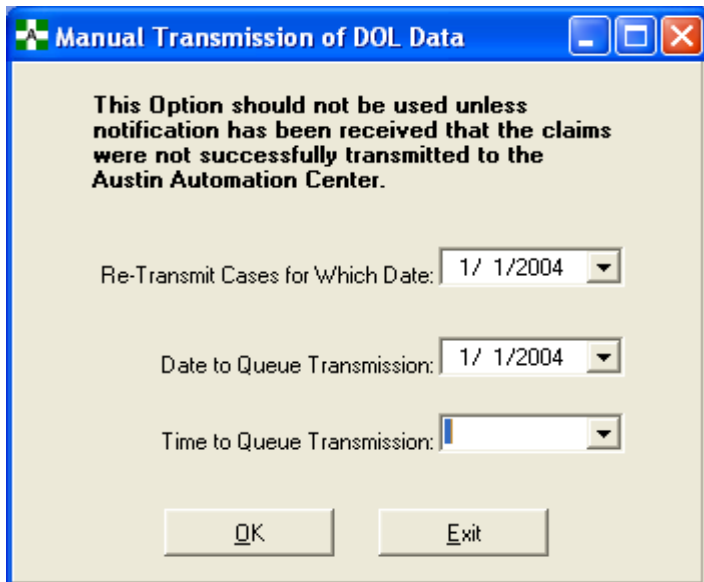 Manual Transmission of DOL Data
This Option should not be used unless
notification has been received that the claims
were not successfully transmitted to the
Austin Automation Center.
Re-Transmit Cases for Which Date: 1/ 1/2004
Date to Queue Transmission: 1/ 1/2004
Time to Queue Transmission:
OK Exit